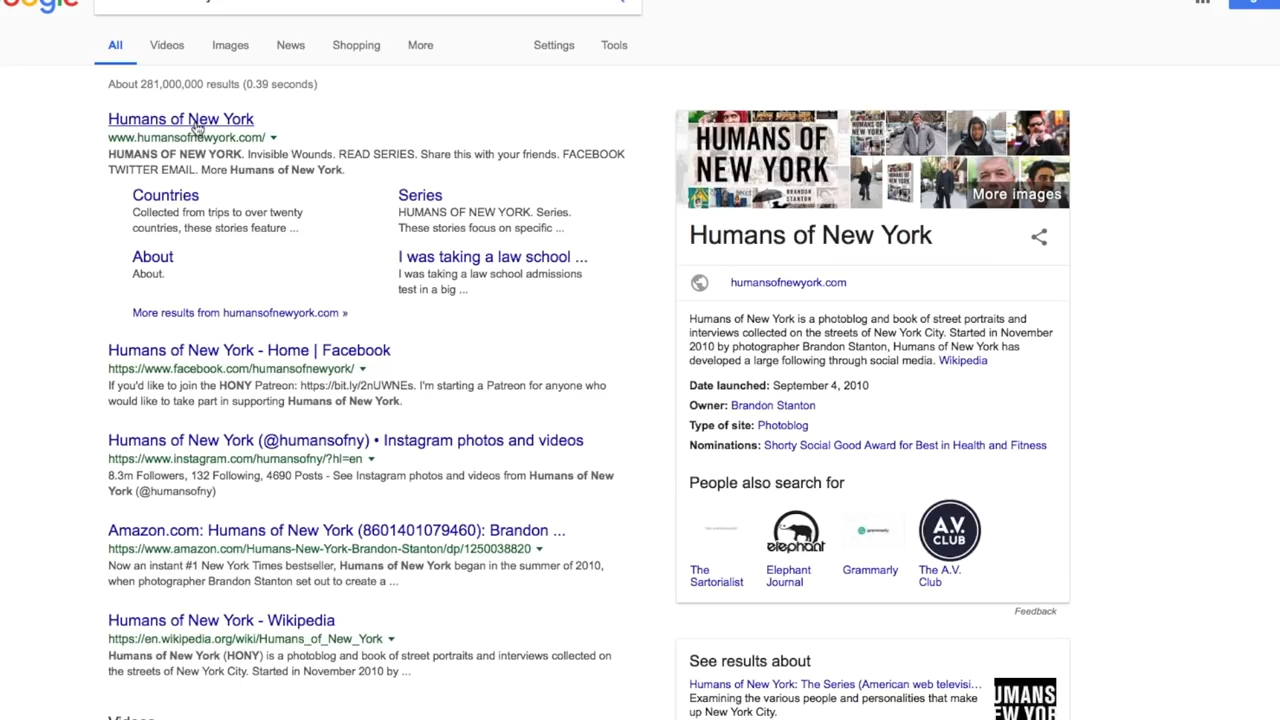 All
Videos
Images
News
Shopping
More
Settings
Tools
About 281,000,000 results (0.39 seconds)
Humans of New York
www.humansofnewyork.com/
HUMANS OF NEW YORK. Invisible Wounds. READ SERIES. Share this with your friends. FACEBOOK
TWITTER EMAIL. More Humans of New York.
Countries
Collected from trips to over twenty
countries, these stories feature ...
Series
HUMANS OF NEW YORK. Series.
These stories focus on specific ...
About
About.
I was taking a law school ...
I was taking a law school admissions
test in a big ...
More results from humansofnewyork.com »
Humans of New York - Home | Facebook
https://www.facebook.com/humansofnewyork/
If you'd like to join the HONY Patreon: https://bit.ly/2nUWNEs. I'm starting a Patreon for anyone who
would like to take part in supporting Humans of New York.
Humans of New York (@humansofny) • Instagram photos and videos
https://www.instagram.com/humansofny/?hl=en
8.3m Followers, 132 Following, 4690 Posts - See Instagram photos and videos from Humans of New
York (@humansofny)
Amazon.com: Humans of New York (8601401079460): Brandon ...
https://www.amazon.com/Humans-New-York-Brandon-Stanton/dp/1250038820
Now an instant #1 New York Times bestseller, Humans of New York began in the summer of 2010,
when photographer Brandon Stanton set out to create a ...
Humans of New York - Wikipedia
https://en.wikipedia.org/wiki/Humans_of_New_York
Humans of New York (HONY) is a photoblog and book of street portraits and interviews collected on
the streets of New York City. Started in November 2010 by ...
HUMANS OF
NEW YORK
BRANDON
STANTON
More images
Humans of New York
humansofnewyork.com
Humans of New York is a photoblog and book of street portraits and
interviews collected on the streets of New York City. Started in November
2010 by photographer Brandon Stanton, Humans of New York has
developed a large following through social media. Wikipedia
Date launched: September 4, 2010
Owner: Brandon Stanton
Type of site: Photoblog
Nominations: Shorty Social Good Award for Best in Health and Fitness
People also search for
elephant
grammarly
A.V.
CLUB
The
Sartorialist
Elephant
Journal
Grammarly
The A.V.
Club
Feedback
See results about
Humans of New York: The Series (American web televisi...
Examining the various people and personalities that make
up New York City.